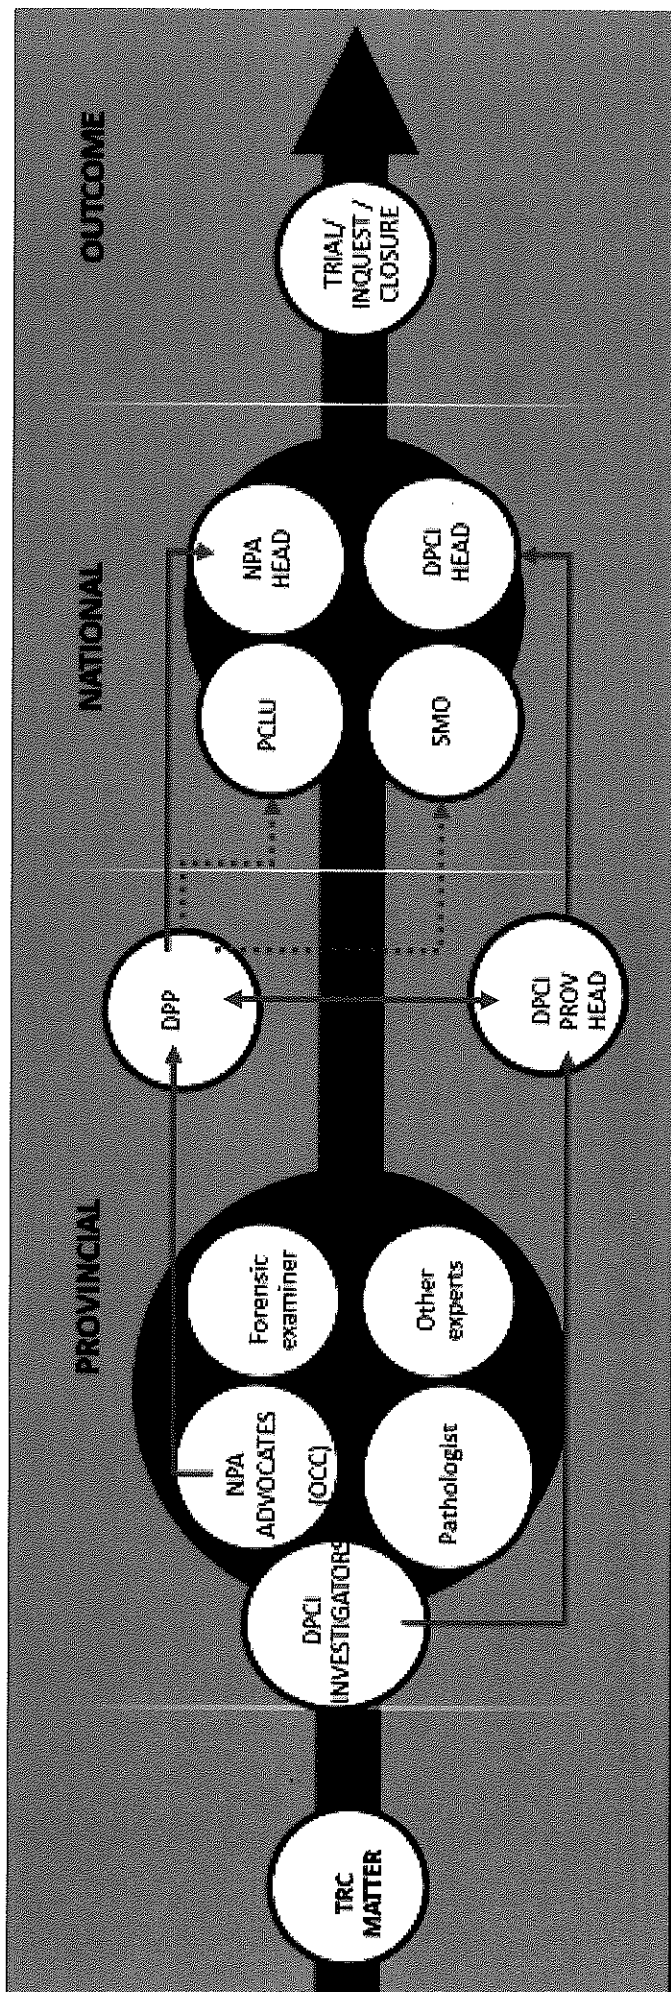 PROVINCIAL
NATIONAL
OUTCOME
TRC
MATTER
DPCI
INVESTIGATORS
NPA
ADVOCATES
(OCC)
Forensic
examiner
Pathologist
Other
experts
DPP
DPCI
PROV
HEAD
PCLU
NPA
HEAD
SMO
DPCI
HEAD
TRIAL/
INQUEST/
CLOSURE